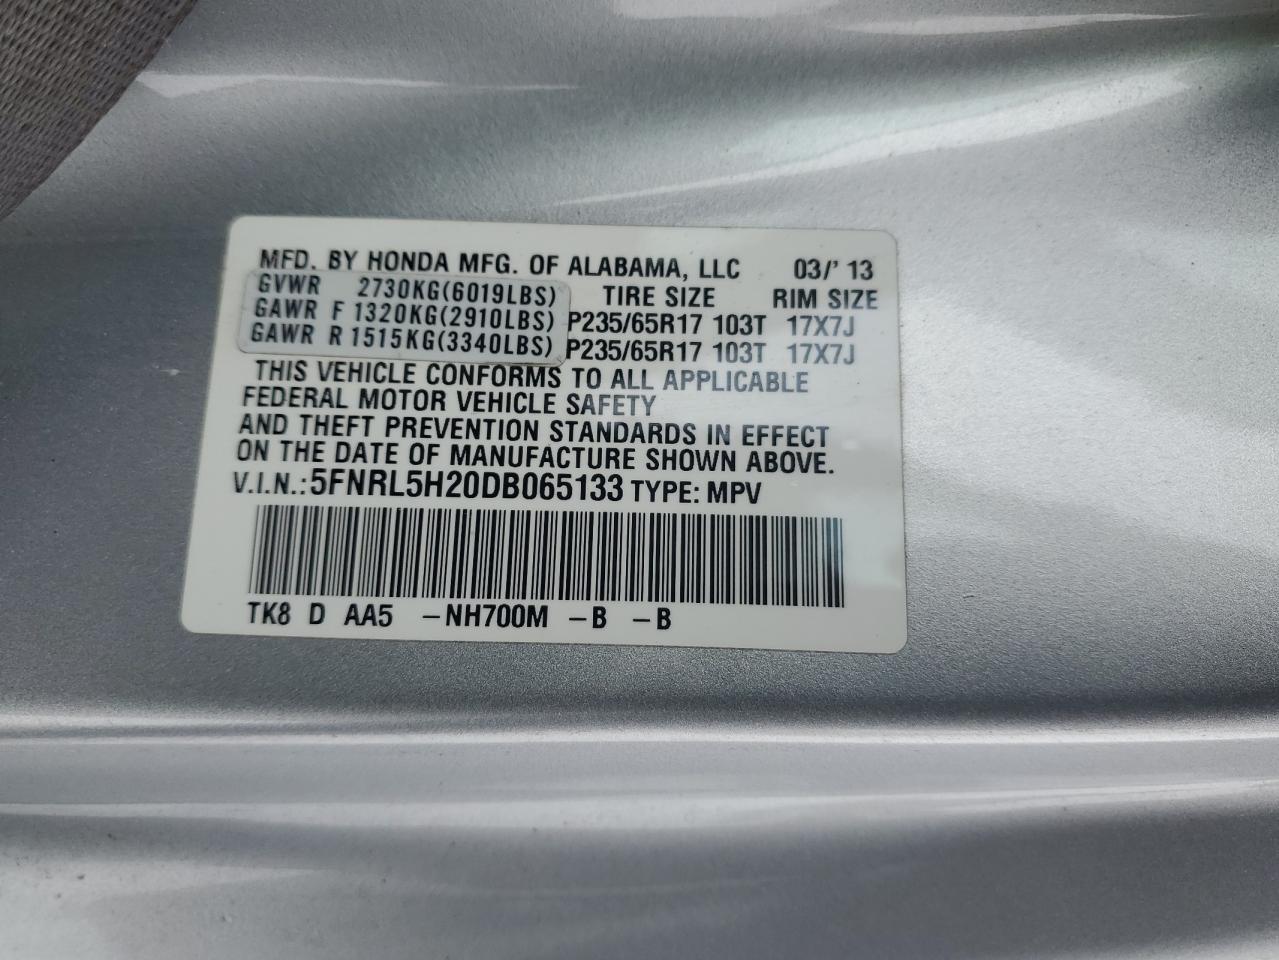 MFD. BY HONDA MFG. OF ALABAMA, LLC 03/' 13
GVWR 2730KG(6019LBS) TIRE SIZE RIM SIZE
GAWR F 1320KG(2910LBS) P235/65R17 103T 17X7J
GAWR R 1515KG(3340LBS) P235/65R17 103T 17X7J
THIS VEHICLE CONFORMS TO ALL APPLICABLE
FEDERAL MOTOR VEHICLE SAFETY
AND THEFT PREVENTION STANDARDS IN EFFECT
ON THE DATE OF MANUFACTURE SHOWN ABOVE.
V.I.N.:5FNRL5H20DB065133 TYPE: MPV
TK8 D AA5 –NH700M –B –B